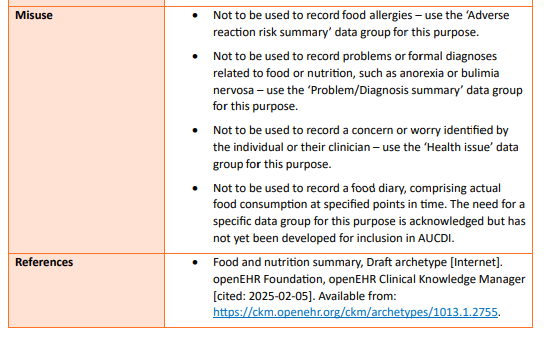 Misuse
• Not to be used to record food allergies – use the ‘Adverse
reaction risk summary’ data group for this purpose.
• Not to be used to record problems or formal diagnoses
related to food or nutrition, such as anorexia or bulimia
nervosa – use the ‘Problem/Diagnosis summary’ data group
for this purpose.
• Not to be used to record a concern or worry identified by
the individual or their clinician – use the ‘Health issue’ data
group for this purpose.
• Not to be used to record a food diary, comprising actual
food consumption at specified points in time. The need for a
specific data group for this purpose is acknowledged but has
not yet been developed for inclusion in AUCDI.
References
• Food and nutrition summary, Draft archetype [Internet].
openEHR Foundation, openEHR Clinical Knowledge Manager
[cited: 2025-02-05]. Available from:
https://ckm.openehr.org/ckm/archetypes/1013.1.2755.